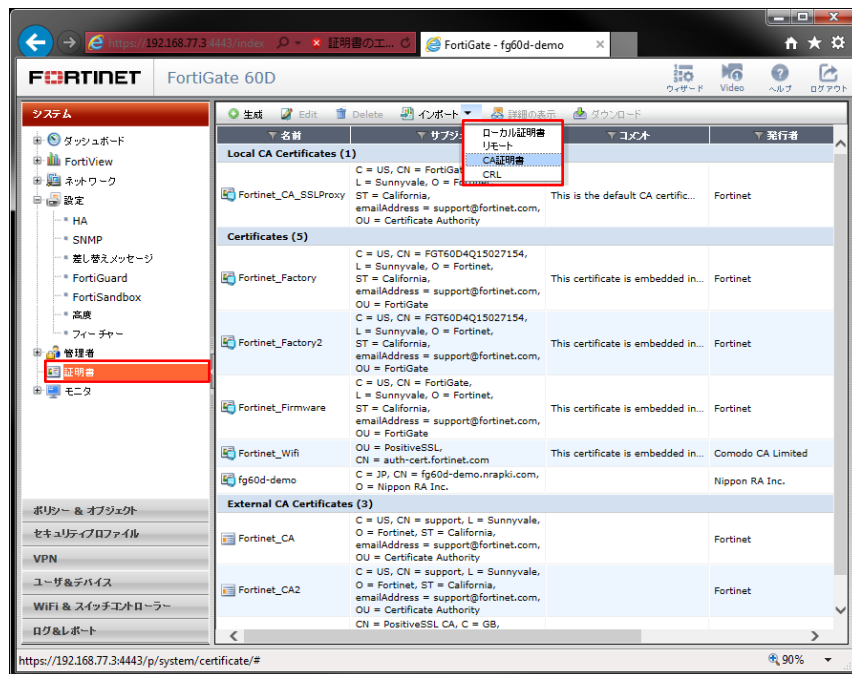 https://192.168.77.3:4443/index
証明書のエ...
FortiGate - fg60d-demo
FORTINET
FortiGate 60D
ウィザード
Video
ヘルプ
ログアウト
システム
ダッシュボード
FortiView
ネットワーク
設定
HA
SNMP
差し替えメッセージ
FortiGuard
FortiSandbox
高度
フィーチャー
管理者
証明書
モニタ
ポリシー & オブジェクト
セキュリティプロファイル
VPN
ユーザ&デバイス
WiFi & スイッチコントローラー
ログ&レポート
生成
Edit
Delete
インポート
詳細の表示
ダウンロード
ローカル証明書
リモート
CA証明書
CRL
名前
サブジェ
コメント
発行者
Local CA Certificates (1)
Fortinet_CA_SSLProxy
C = US, CN = FortiGat
L = Sunnyvale, O = Fortinet,
ST = California,
emailAddress = support@fortinet.com,
OU = Certificate Authority
This is the default CA certific...
Fortinet
Certificates (5)
Fortinet_Factory
C = US, CN = FGT60D4Q15027154,
L = Sunnyvale, O = Fortinet,
ST = California,
emailAddress = support@fortinet.com,
OU = FortiGate
This certificate is embedded in...
Fortinet
Fortinet_Factory2
C = US, CN = FGT60D4Q15027154,
L = Sunnyvale, O = Fortinet,
ST = California,
emailAddress = support@fortinet.com,
OU = FortiGate
This certificate is embedded in...
Fortinet
Fortinet_Firmware
C = US, CN = FortiGate,
L = Sunnyvale, O = Fortinet,
ST = California,
emailAddress = support@fortinet.com,
OU = FortiGate
This certificate is embedded in...
Fortinet
Fortinet_Wifi
OU = PositiveSSL,
CN = auth-cert.fortinet.com
This certificate is embedded in...
Comodo CA Limited
fg60d-demo
C = JP, CN = fg60d-demo.nrapki.com,
O = Nippon RA Inc.
Nippon RA Inc.
External CA Certificates (3)
Fortinet_CA
C = US, CN = support, L = Sunnyvale,
O = Fortinet, ST = California,
emailAddress = support@fortinet.com,
OU = Certificate Authority
Fortinet
Fortinet_CA2
C = US, CN = support, L = Sunnyvale,
O = Fortinet, ST = California,
emailAddress = support@fortinet.com,
OU = Certificate Authority
Fortinet
CN = PositiveSSL CA, C = GB,
https://192.168.77.3:4443/p/system/certificate/#
90%